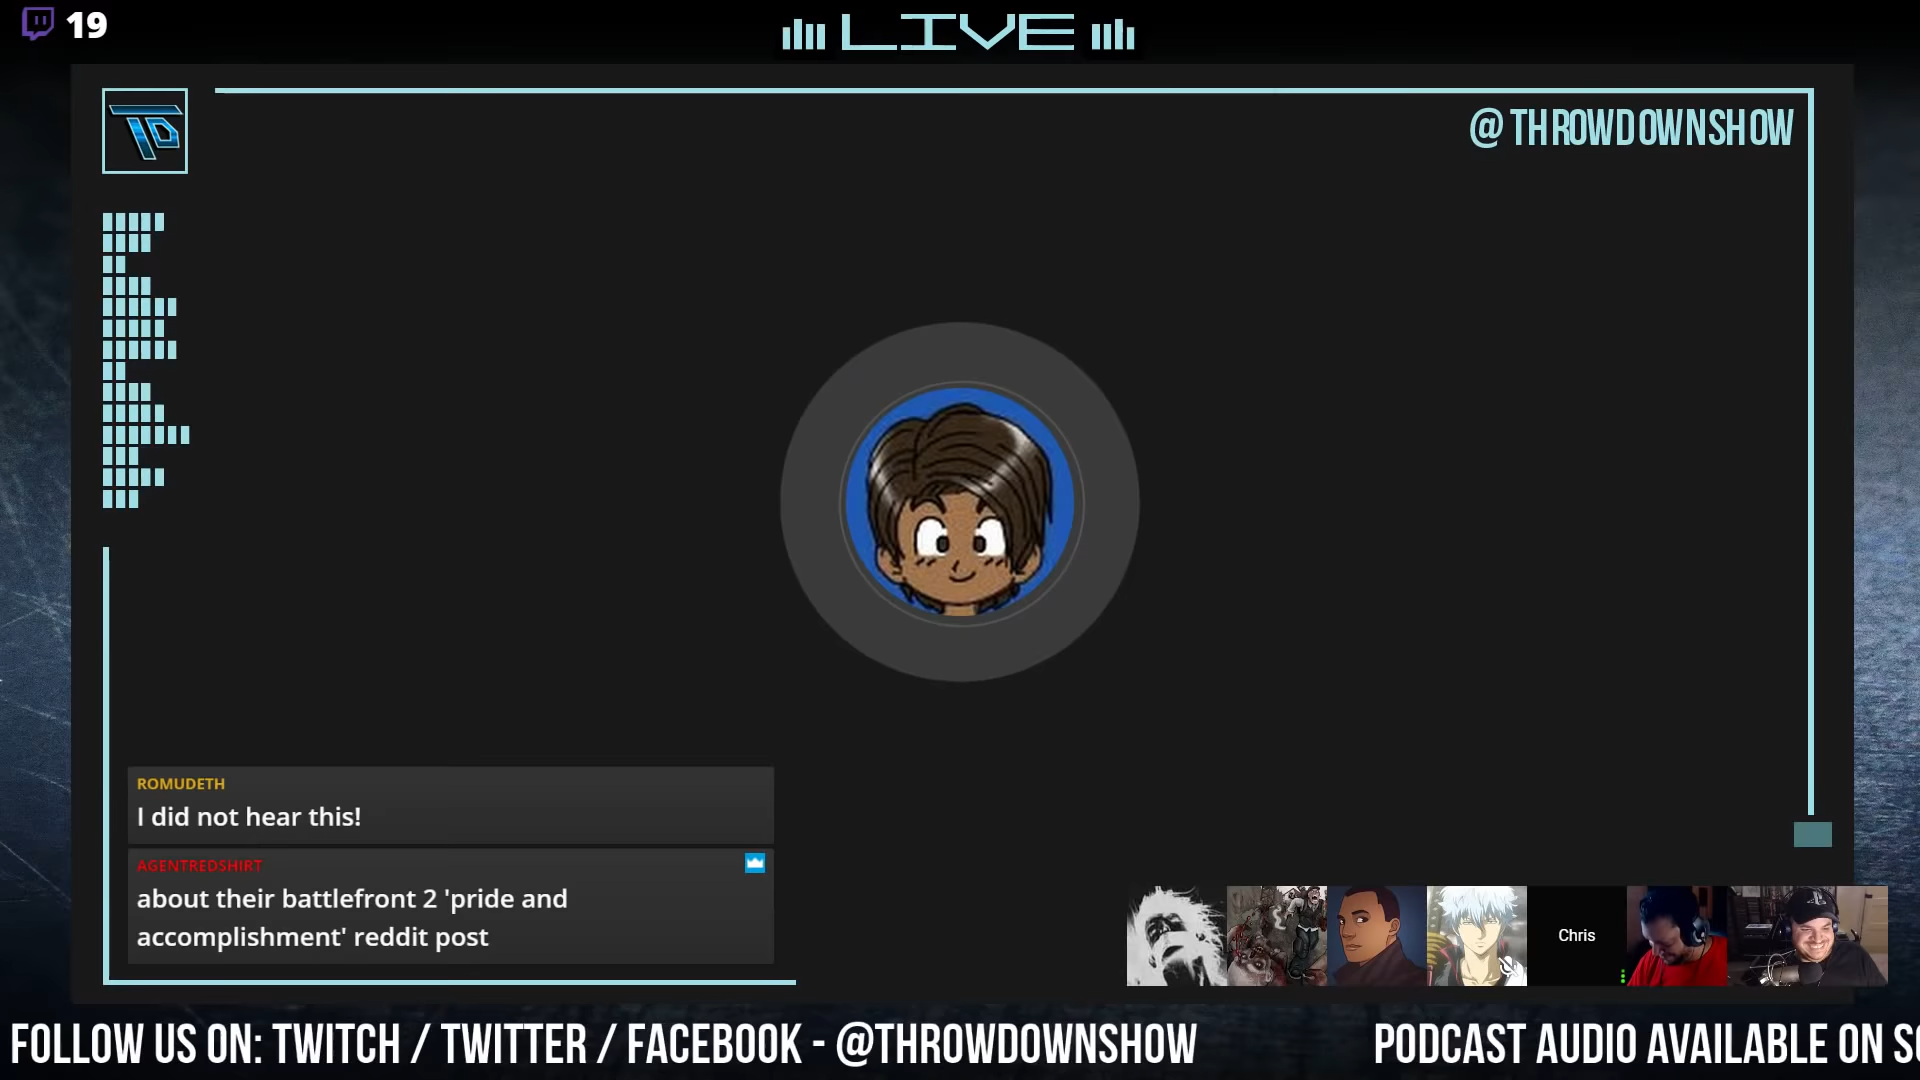 19
LIVE
TD
@THROWDOWNSHOW
ROMUDETH
I did not hear this!
AGENTREDSHIRT
about their battlefront 2 'pride and
accomplishment' reddit post
Chris
FOLLOW US ON: TWITCH / TWITTER / FACEBOOK - @THROWDOWNSHOW PODCAST AUDIO AVAILABLE ON